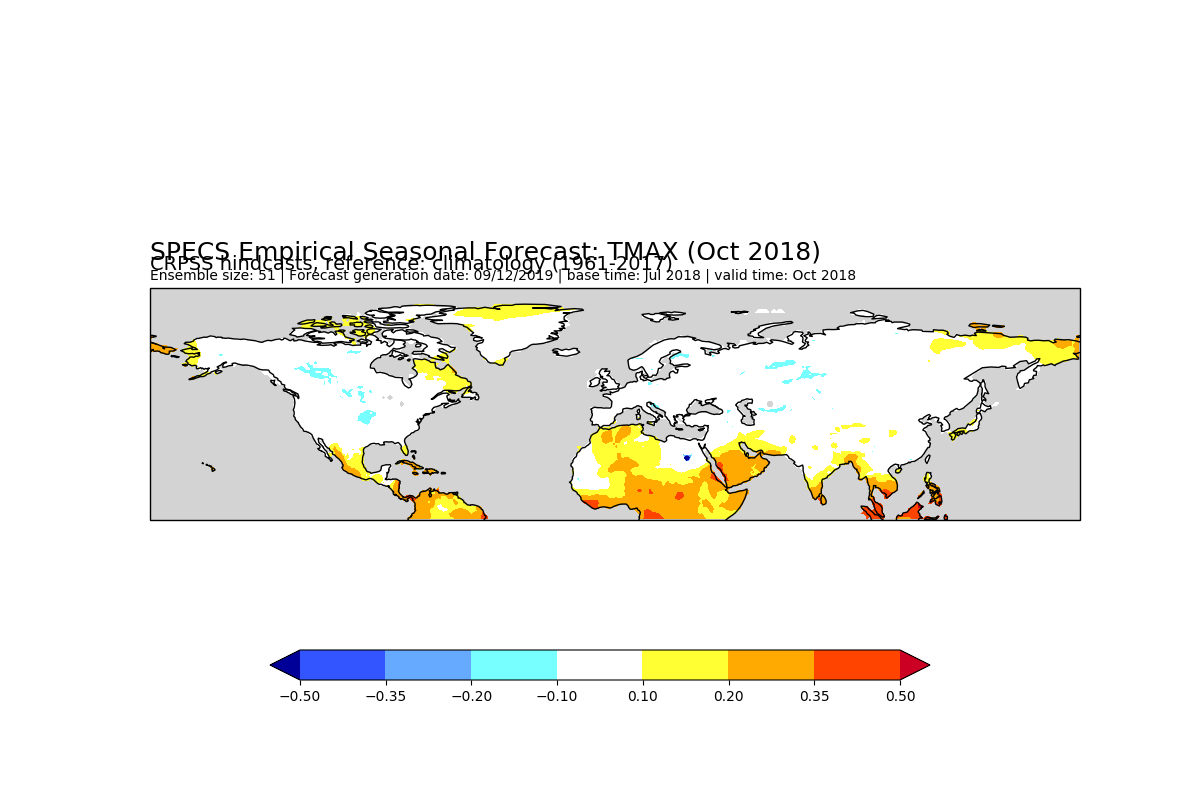 SPECS Empirical Seasonal Forecast: TMAX (Oct 2018)
CRPSS hindcasts, reference: climatology (1961-2017)
Ensemble size: 51 | Forecast generation date: 09/12/2019 | base time: Jul 2018 | valid time: Oct 2018
−0.50 −0.35 −0.20 −0.10 0.10 0.20 0.35 0.50